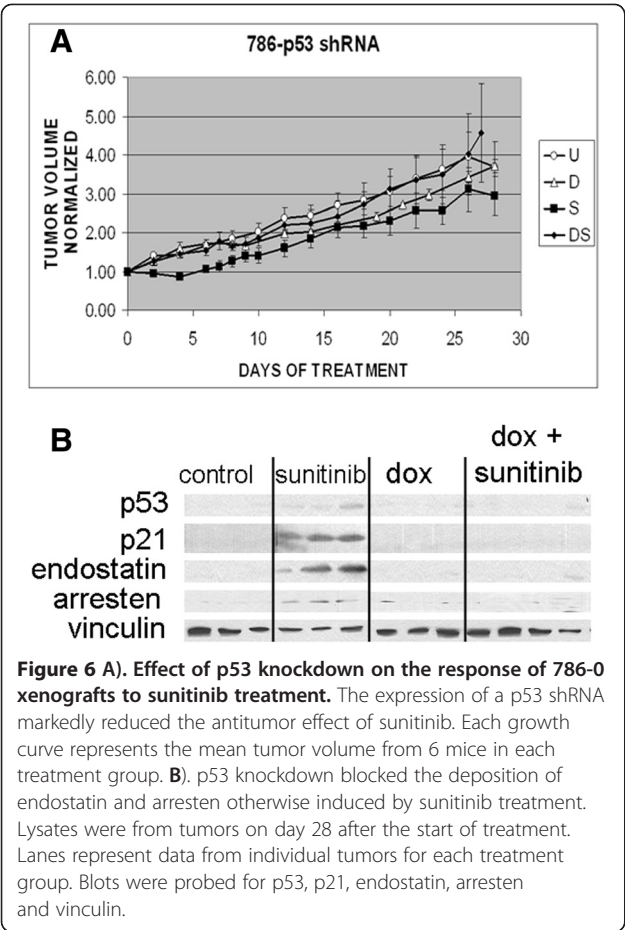 A
786-p53 shRNA
TUMOR VOLUME
NORMALIZED
6.00
5.00
4.00
3.00
2.00
1.00
0.00
0 5 10 15 20 25 30
DAYS OF TREATMENT
U
D
S
DS
B
control sunitinib dox dox + sunitinib
p53
p21
endostatin
arresten
vinculin
Figure 6 A). Effect of p53 knockdown on the response of 786-0
xenografts to sunitinib treatment. The expression of a p53 shRNA
markedly reduced the antitumor effect of sunitinib. Each growth
curve represents the mean tumor volume from 6 mice in each
treatment group. B). p53 knockdown blocked the deposition of
endostatin and arresten otherwise induced by sunitinib treatment.
Lysates were from tumors on day 28 after the start of treatment.
Lanes represent data from individual tumors for each treatment
group. Blots were probed for p53, p21, endostatin, arresten
and vinculin.